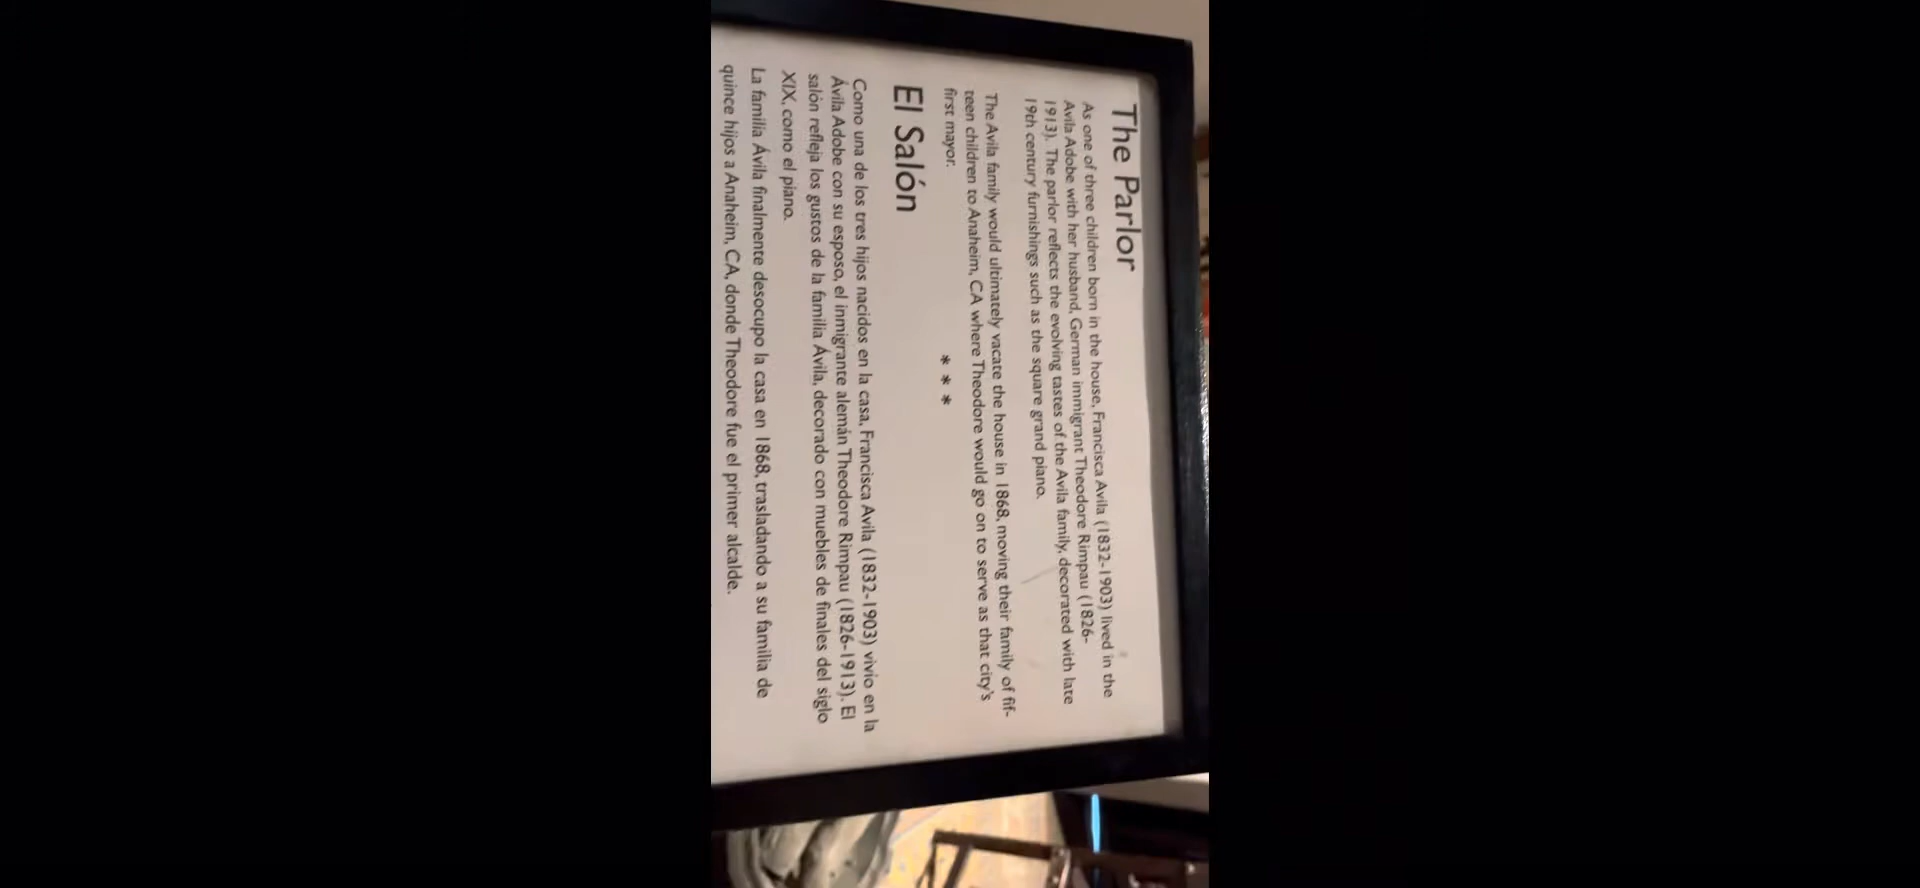 The Parlor
As one of three children born in the house, Francisca Avila (1832-1903) lived in the
Avila Adobe with her husband, German immigrant Theodore Rimpau (1826-
1913). The parlor reflects the evolving tastes of the Avila family, decorated with late
19th century furnishings such as the square grand piano.
The Avila family would ultimately vacate the house in 1868, moving their family of fif-
teen children to Anaheim, CA where Theodore would go on to serve as that city's
first mayor.
* * *
El Salón
Como una de los tres hijos nacidos en la casa, Francisca Avila (1832-1903) vivio en la
Ávila Adobe con su esposo, el inmigrante alemán Theodore Rimpau (1826-1913). El
salón refleja los gustos de la familia Ávila, decorado con muebles de finales del siglo
XIX, como el piano.
La familia Ávila finalmente desocupo la casa en 1868, trasladando a su familia de
quince hijos a Anaheim, CA, donde Theodore fue el primer alcalde.